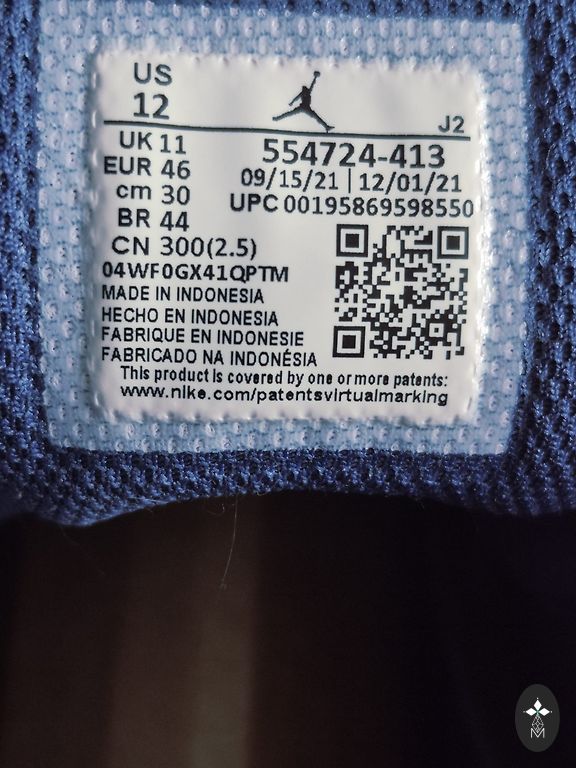 US
12
J2
UK 11
554724-413
EUR 46
09/15/21 | 12/01/21
cm 30
UPC 00195869598550
BR 44
CN 300(2.5)
04WF0GX41QPTM
MADE IN INDONESIA
HECHO EN INDONESIA
FABRIQUE EN INDONESIE
FABRICADO NA INDONÉSIA
This product is covered by one or more patents:
www.nike.com/patentsvirtualmarking
M